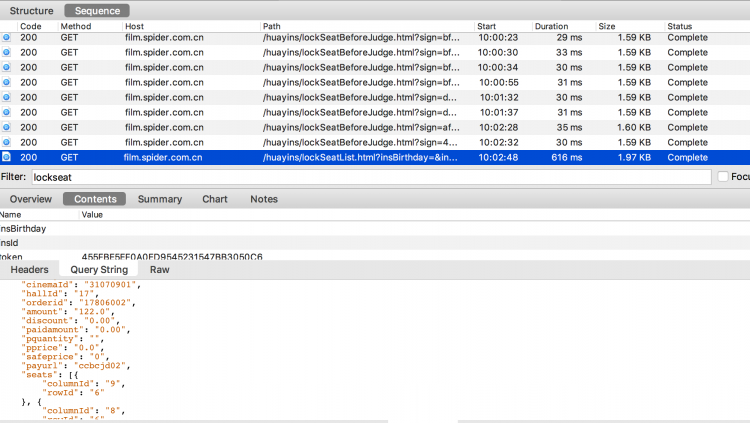 Structure Sequence
Code Method Host Path Start Duration Size Status
200 GET film.spider.com.cn /huayins/lockSeatBeforeJudge.html?sign=bf... 10:00:23 29 ms 1.59 KB Complete
200 GET film.spider.com.cn /huayins/lockSeatBeforeJudge.html?sign=bf... 10:00:30 33 ms 1.59 KB Complete
200 GET film.spider.com.cn /huayins/lockSeatBeforeJudge.html?sign=bf... 10:00:34 30 ms 1.59 KB Complete
200 GET film.spider.com.cn /huayins/lockSeatBeforeJudge.html?sign=bf... 10:00:55 31 ms 1.59 KB Complete
200 GET film.spider.com.cn /huayins/lockSeatBeforeJudge.html?sign=d... 10:01:32 30 ms 1.59 KB Complete
200 GET film.spider.com.cn /huayins/lockSeatBeforeJudge.html?sign=d... 10:01:37 31 ms 1.59 KB Complete
200 GET film.spider.com.cn /huayins/lockSeatBeforeJudge.html?sign=af... 10:02:28 35 ms 1.60 KB Complete
200 GET film.spider.com.cn /huayins/lockSeatBeforeJudge.html?sign=4... 10:02:32 30 ms 1.59 KB Complete
200 GET film.spider.com.cn /huayins/lockSeatList.html?insBirthday=&in... 10:02:48 616 ms 1.97 KB Complete
Filter: lockseat Focu
Overview Contents Summary Chart Notes
Name Value
insBirthday
insId
token
Headers Query String Raw
"cinemaId": "31070901",
"hallId": "17",
"orderid": "17806002",
"amount": "122.0",
"discount": "0.00",
"paidamount": "0.00",
"pquantity": "",
"pprice": "0.0",
"safeprice": "0",
"payurl": "ccbcjd02",
"seats": [{
"columnId": "9",
"rowId": "6"
}, {
"columnId": "8",